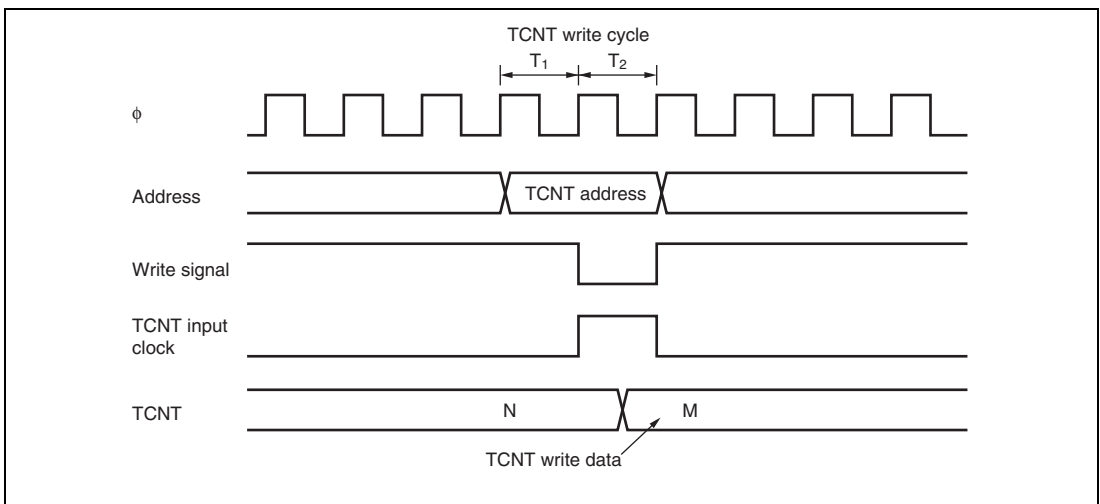 TCNT write cycle
T₁ T₂
ϕ
Address
TCNT address
Write signal
TCNT input
clock
TCNT
N
M
TCNT write data